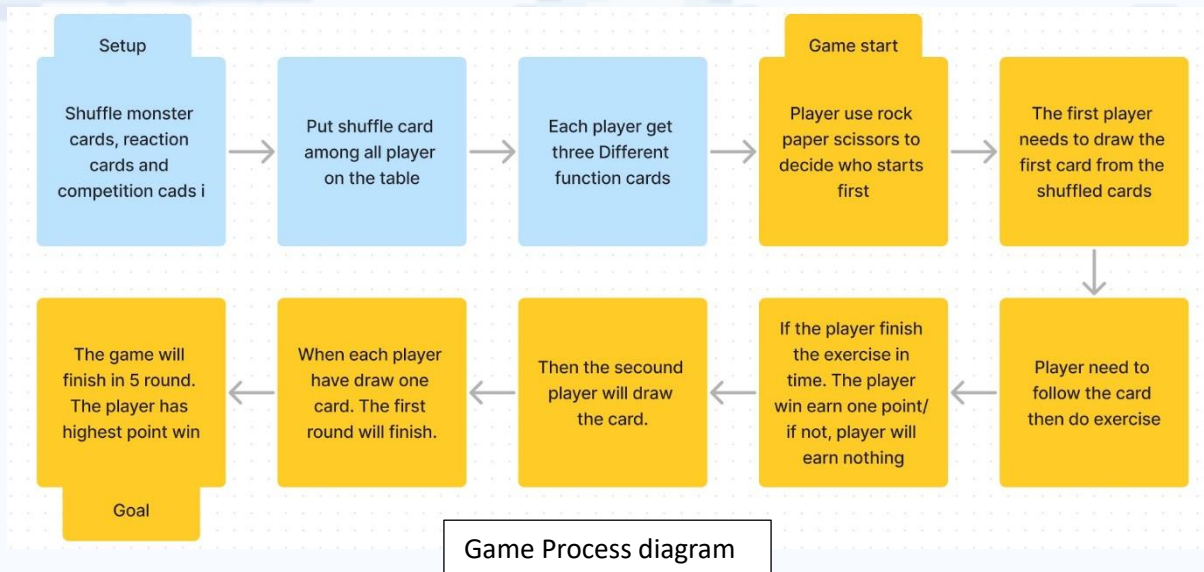 Setup
Shuffle monster
cards, reaction
cards and
competition cads i
Put shuffle card
among all player
on the table
Each player get
three Different
function cards
Game start
Player use rock
paper scissors to
decide who starts
first
The first player
needs to draw the
first card from the
shuffled cards
Player need to
follow the card
then do exercise
If the player finish
the exercise in
time. The player
win earn one point/
if not, player will
earn nothing
Then the secound
player will draw
the card.
When each player
have draw one
card. The first
round will finish.
The game will
finish in 5 round.
The player has
highest point win
Goal
Game Process diagram